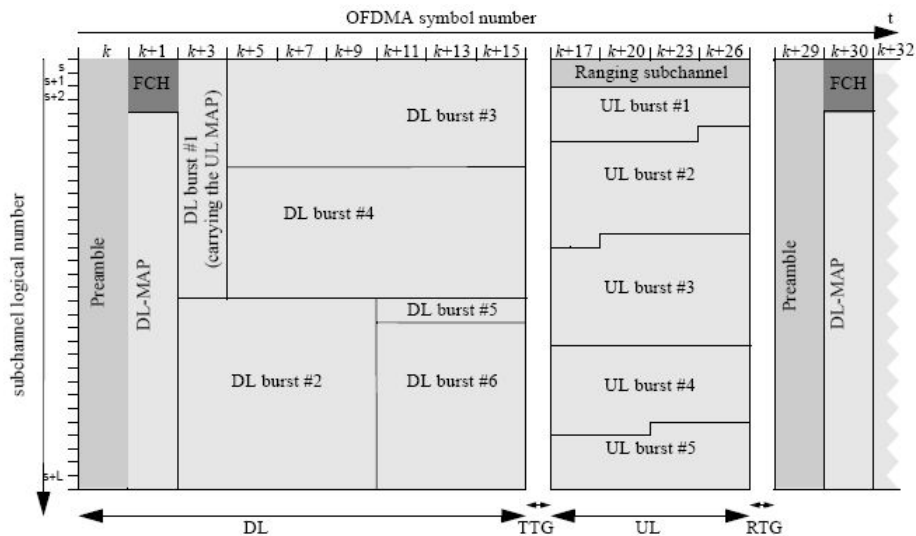 OFDMA symbol number
t
k k+1 k+3 k+5 k+7 k+9 k+11 k+13 k+15 k+17 k+20 k+23 k+26 k+29 k+30 k+32
s
s+1
s+2
s+L
subchannel logical number
Preamble
FCH
DL-MAP
DL burst #1
(carrying the UL MAP)
DL burst #3
DL burst #4
DL burst #2
DL burst #5
DL burst #6
Ranging subchannel
UL burst #1
UL burst #2
UL burst #3
UL burst #4
UL burst #5
Preamble
FCH
DL-MAP
DL TTG UL RTG